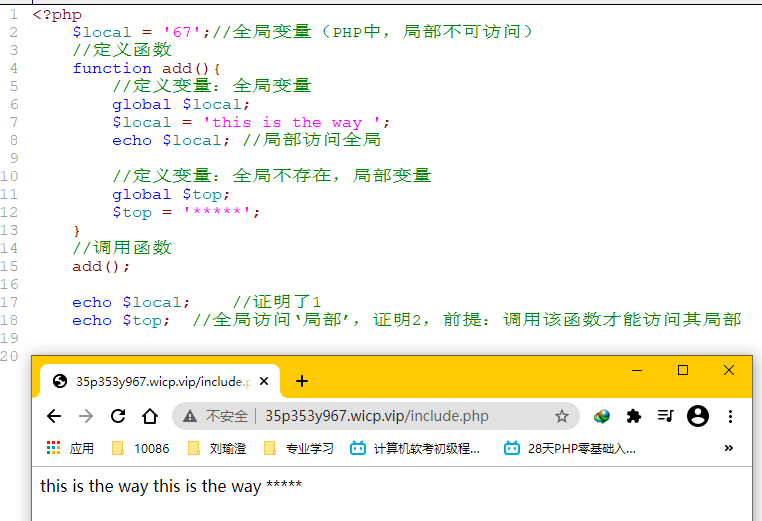 1 <?php
2 $local = '67';//全局变量（PHP中，局部不可访问）
3 //定义函数
4 function add(){
5 //定义变量：全局变量
6 global $local;
7 $local = 'this is the way ';
8 echo $local; //局部访问全局
9
10 //定义变量：全局不存在，局部变量
11 global $top;
12 $top = '*****';
13 }
14 //调用函数
15 add();
16
17 echo $local; //证明了1
18 echo $top; //全局访问‘局部’，证明2，前提：调用该函数才能访问其局部
19
20
35p353y967.wicp.vip/include.p
不安全 35p353y967.wicp.vip/include.php
应用 10086 刘瑜澄 专业学习 计算机软考初级程... 28天PHP零基础入... »
this is the way this is the way *****